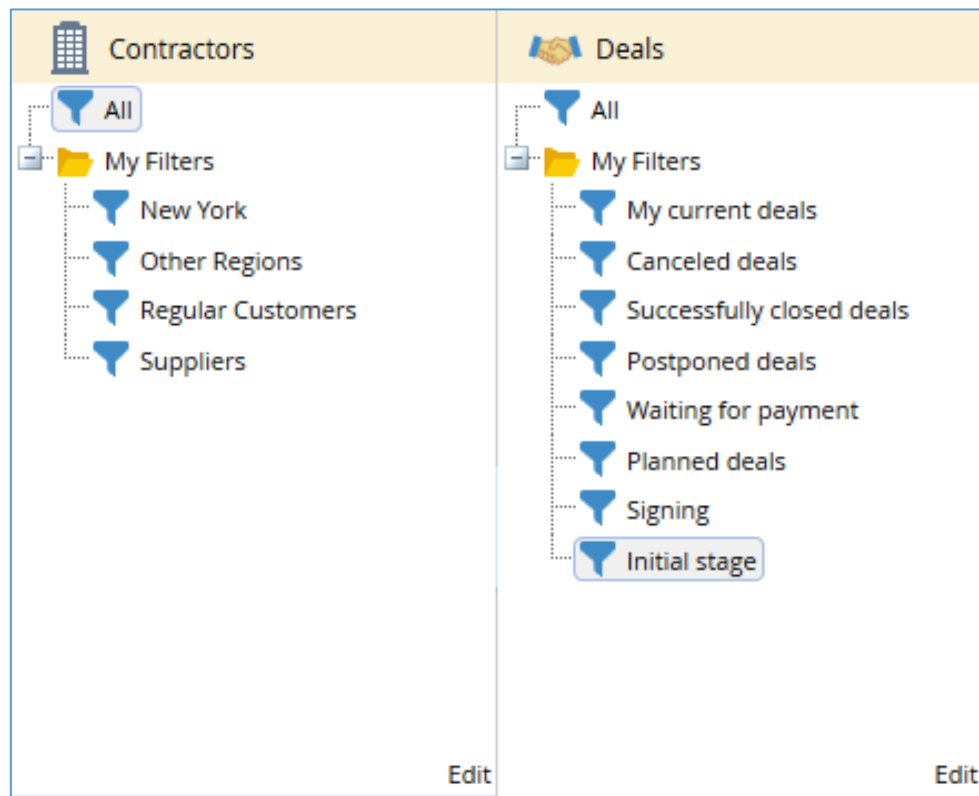 Contractors
All
My Filters
New York
Other Regions
Regular Customers
Suppliers
Edit
Deals
All
My Filters
My current deals
Canceled deals
Successfully closed deals
Postponed deals
Waiting for payment
Planned deals
Signing
Initial stage
Edit